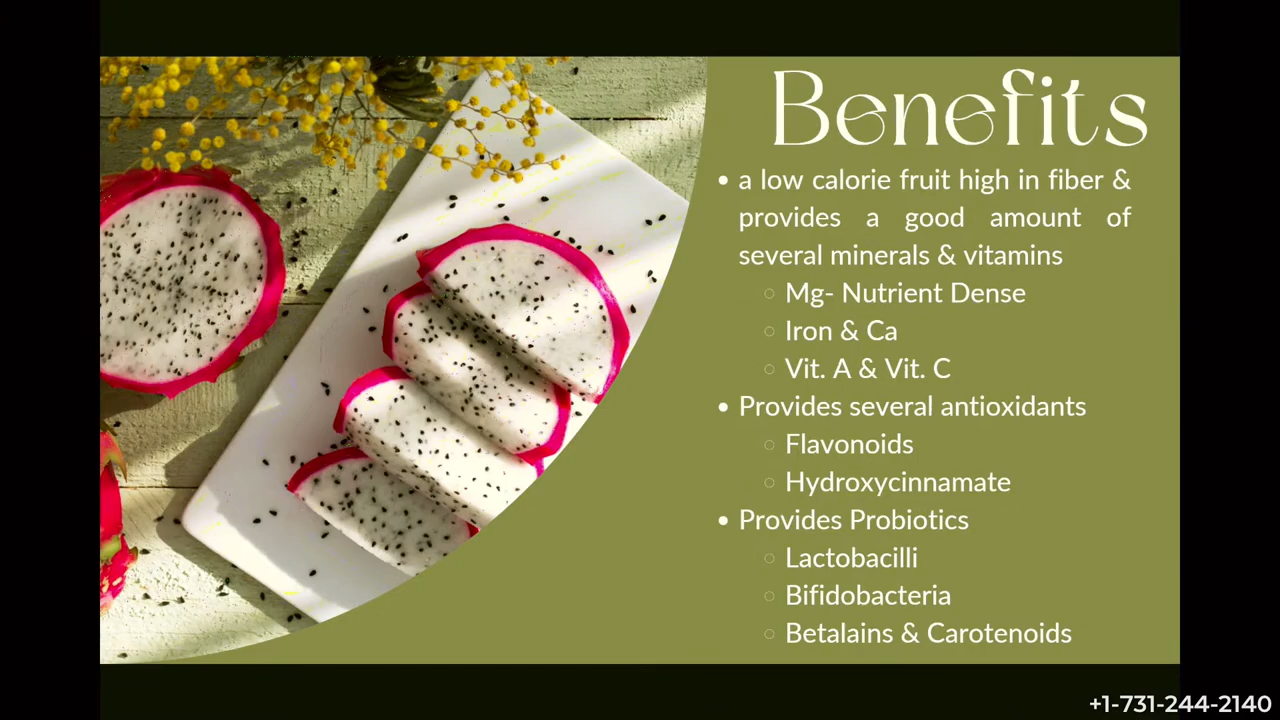 Benefits
• a low calorie fruit high in fiber &
provides a good amount of
several minerals & vitamins
○ Mg- Nutrient Dense
○ Iron & Ca
○ Vit. A & Vit. C
• Provides several antioxidants
○ Flavonoids
○ Hydroxycinnamate
• Provides Probiotics
○ Lactobacilli
○ Bifidobacteria
○ Betalains & Carotenoids
+1-731-244-2140